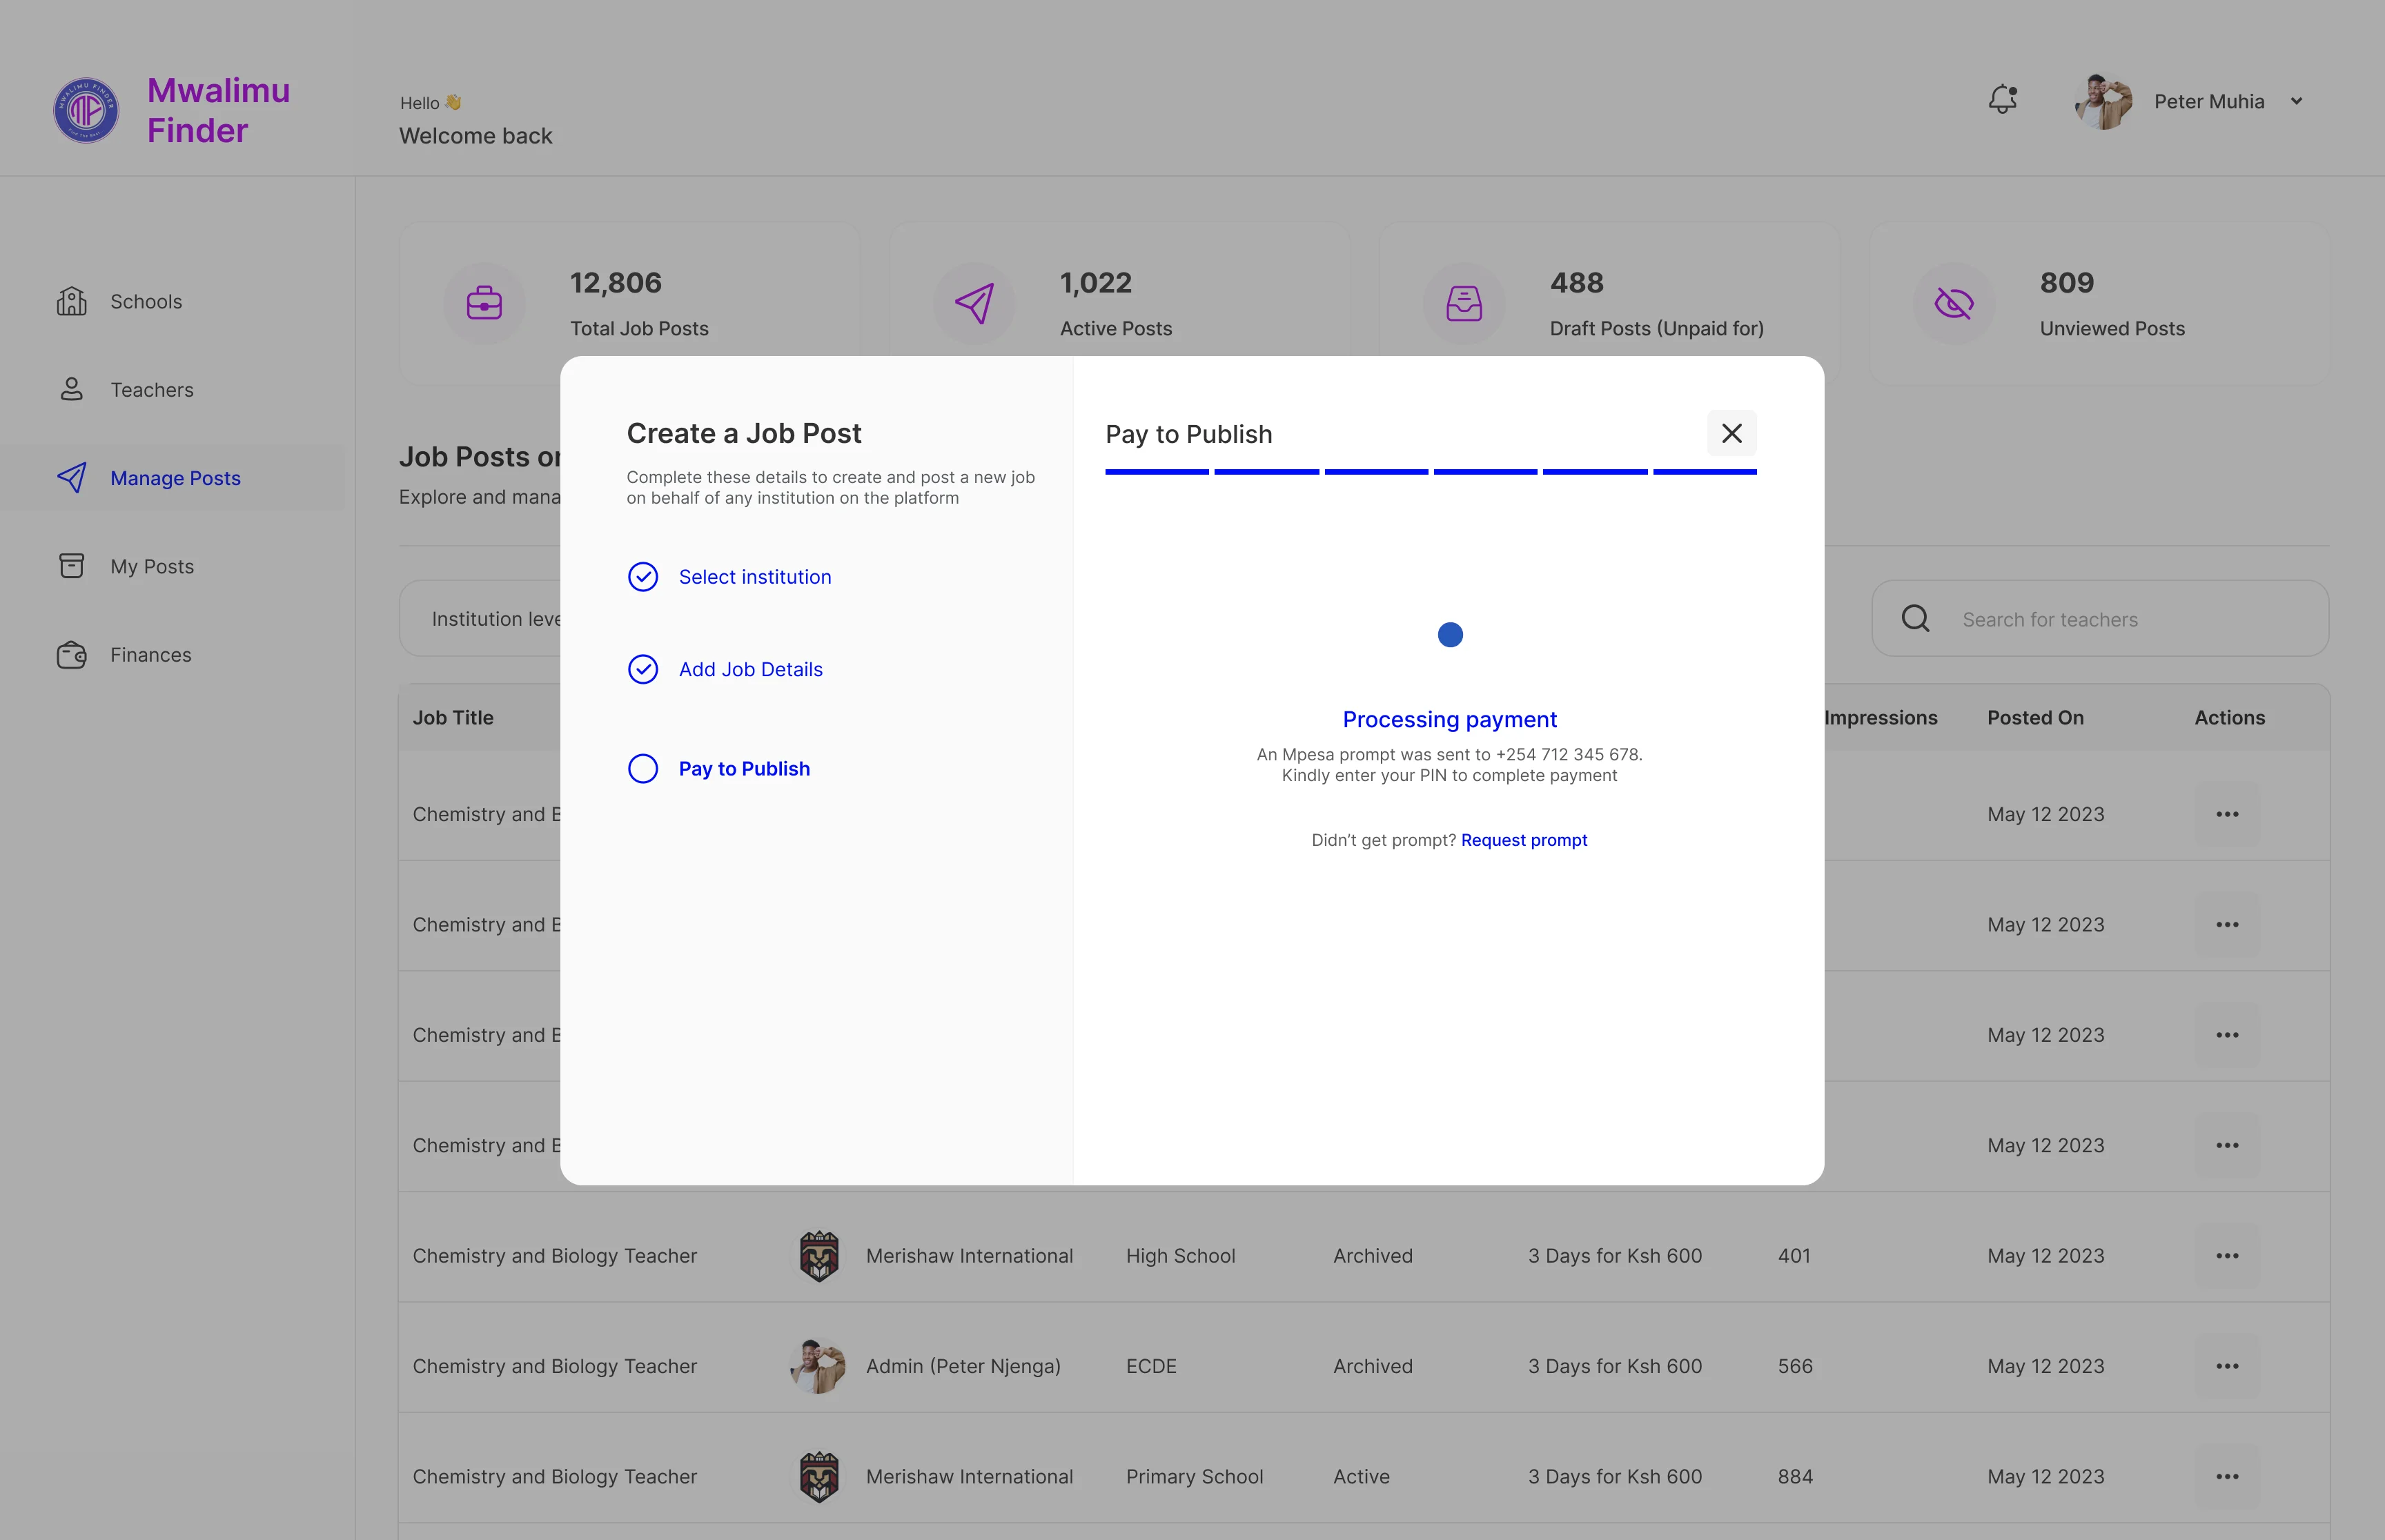 MWALIMU FINDER
Mwalimu
Finder
Hello 👋
Welcome back
Peter Muhia
Schools
Teachers
Manage Posts
My Posts
Finances
12,806
Total Job Posts
1,022
Active Posts
488
Draft Posts (Unpaid for)
809
Unviewed Posts
Job Posts
Explore and
Institution
Search for teachers
Create a Job Post
Complete these details to create and post a new job
on behalf of any institution on the platform
Select institution
Add Job Details
Pay to Publish
Pay to Publish
Processing payment
An Mpesa prompt was sent to +254 712 345 678.
Kindly enter your PIN to complete payment
Didn’t get prompt? Request prompt
Job Title Impressions Posted On Actions
Chemistry and May 12 2023
Chemistry and May 12 2023
Chemistry and May 12 2023
Chemistry and May 12 2023
Chemistry and Biology Teacher Merishaw International High School Archived 3 Days for Ksh 600 401 May 12 2023
Chemistry and Biology Teacher Admin (Peter Njenga) ECDE Archived 3 Days for Ksh 600 566 May 12 2023
Chemistry and Biology Teacher Merishaw International Primary School Active 3 Days for Ksh 600 884 May 12 2023